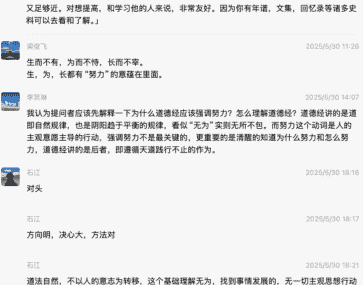 又足够近。对想提高，和学习他的人来说，非常友好。因为你有年谱，文集，回忆录等诸多史
料可以去看和了解。」
梁俊飞
2025/5/30 11:26
生而不有，为而不恃，长而不宰。
生，为，长都有“努力”的意蕴在里面。
2025/5/30 14:07
我认为提问者应该先解释一下为什么道德经应该强调努力？怎么理解道德经？道德经讲的是道
即自然规律，也是阴阳趋于平衡的规律，看似“无为”实则无所不包。而努力这个动词是人的
主观意愿主导的行动，强调努力不是最关键的，更重要的是清醒的知道为什么努力和怎么努
力，道德经讲的是后者，即遵循天道践行不止的作为。
石江
2025/5/30 18:16
对头
石江
2025/5/30 18:17
方向明，决心大，方法对
石江
2025/5/30 18:21
道法自然，不以人的意志为转移，这个基础理解无为，找到事情发展的，无一切主观思想行动